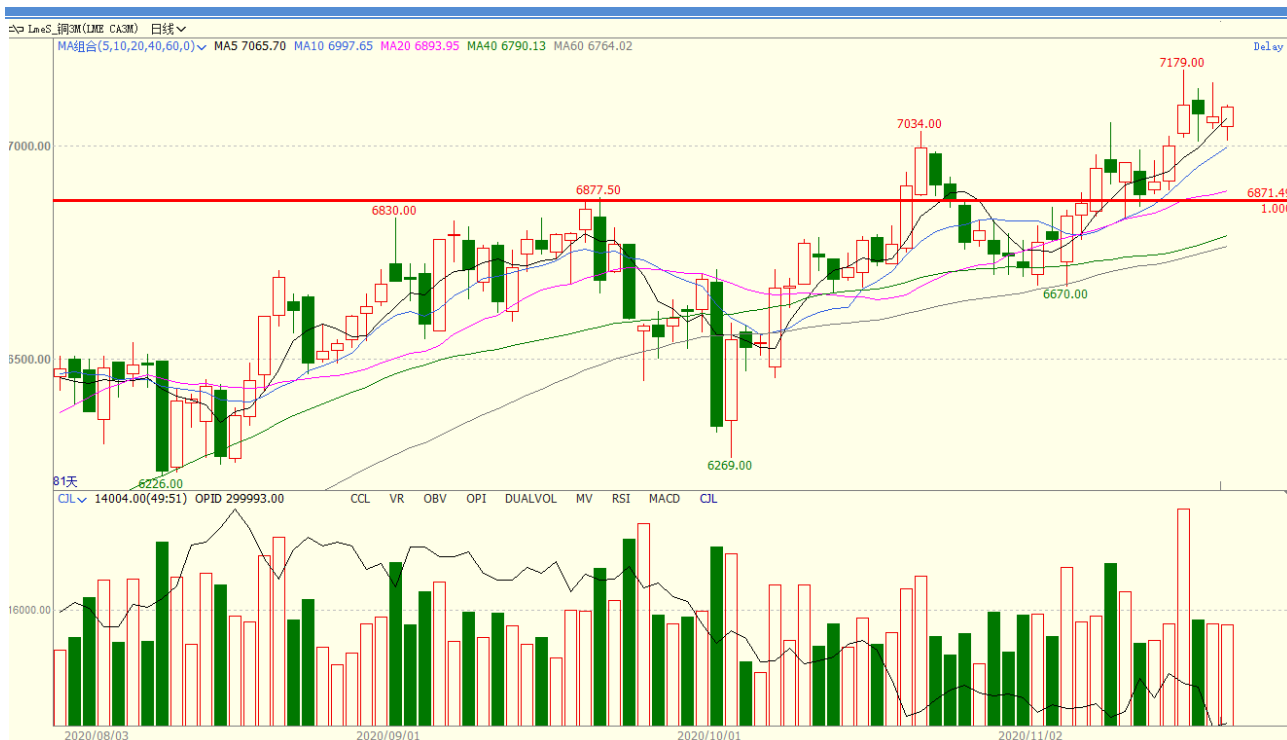 LmeS_铜3M(LME CA3M) 日线
MA组合(5,10,20,40,60,0) MA5 7065.70 MA10 6997.65 MA20 6893.95 MA40 6790.13 MA60 6764.02 Delay
7179.00
7034.00
7000.00
6877.50
6871.49
6830.00
1.000
6670.00
6500.00
6269.00
81天
6226.00
CJL 14004.00(49:51) OPID 299993.00 CCL VR OBV OPI DUALVOL MV RSI MACD CJL
16000.00
2020/08/03 2020/09/01 2020/10/01 2020/11/02